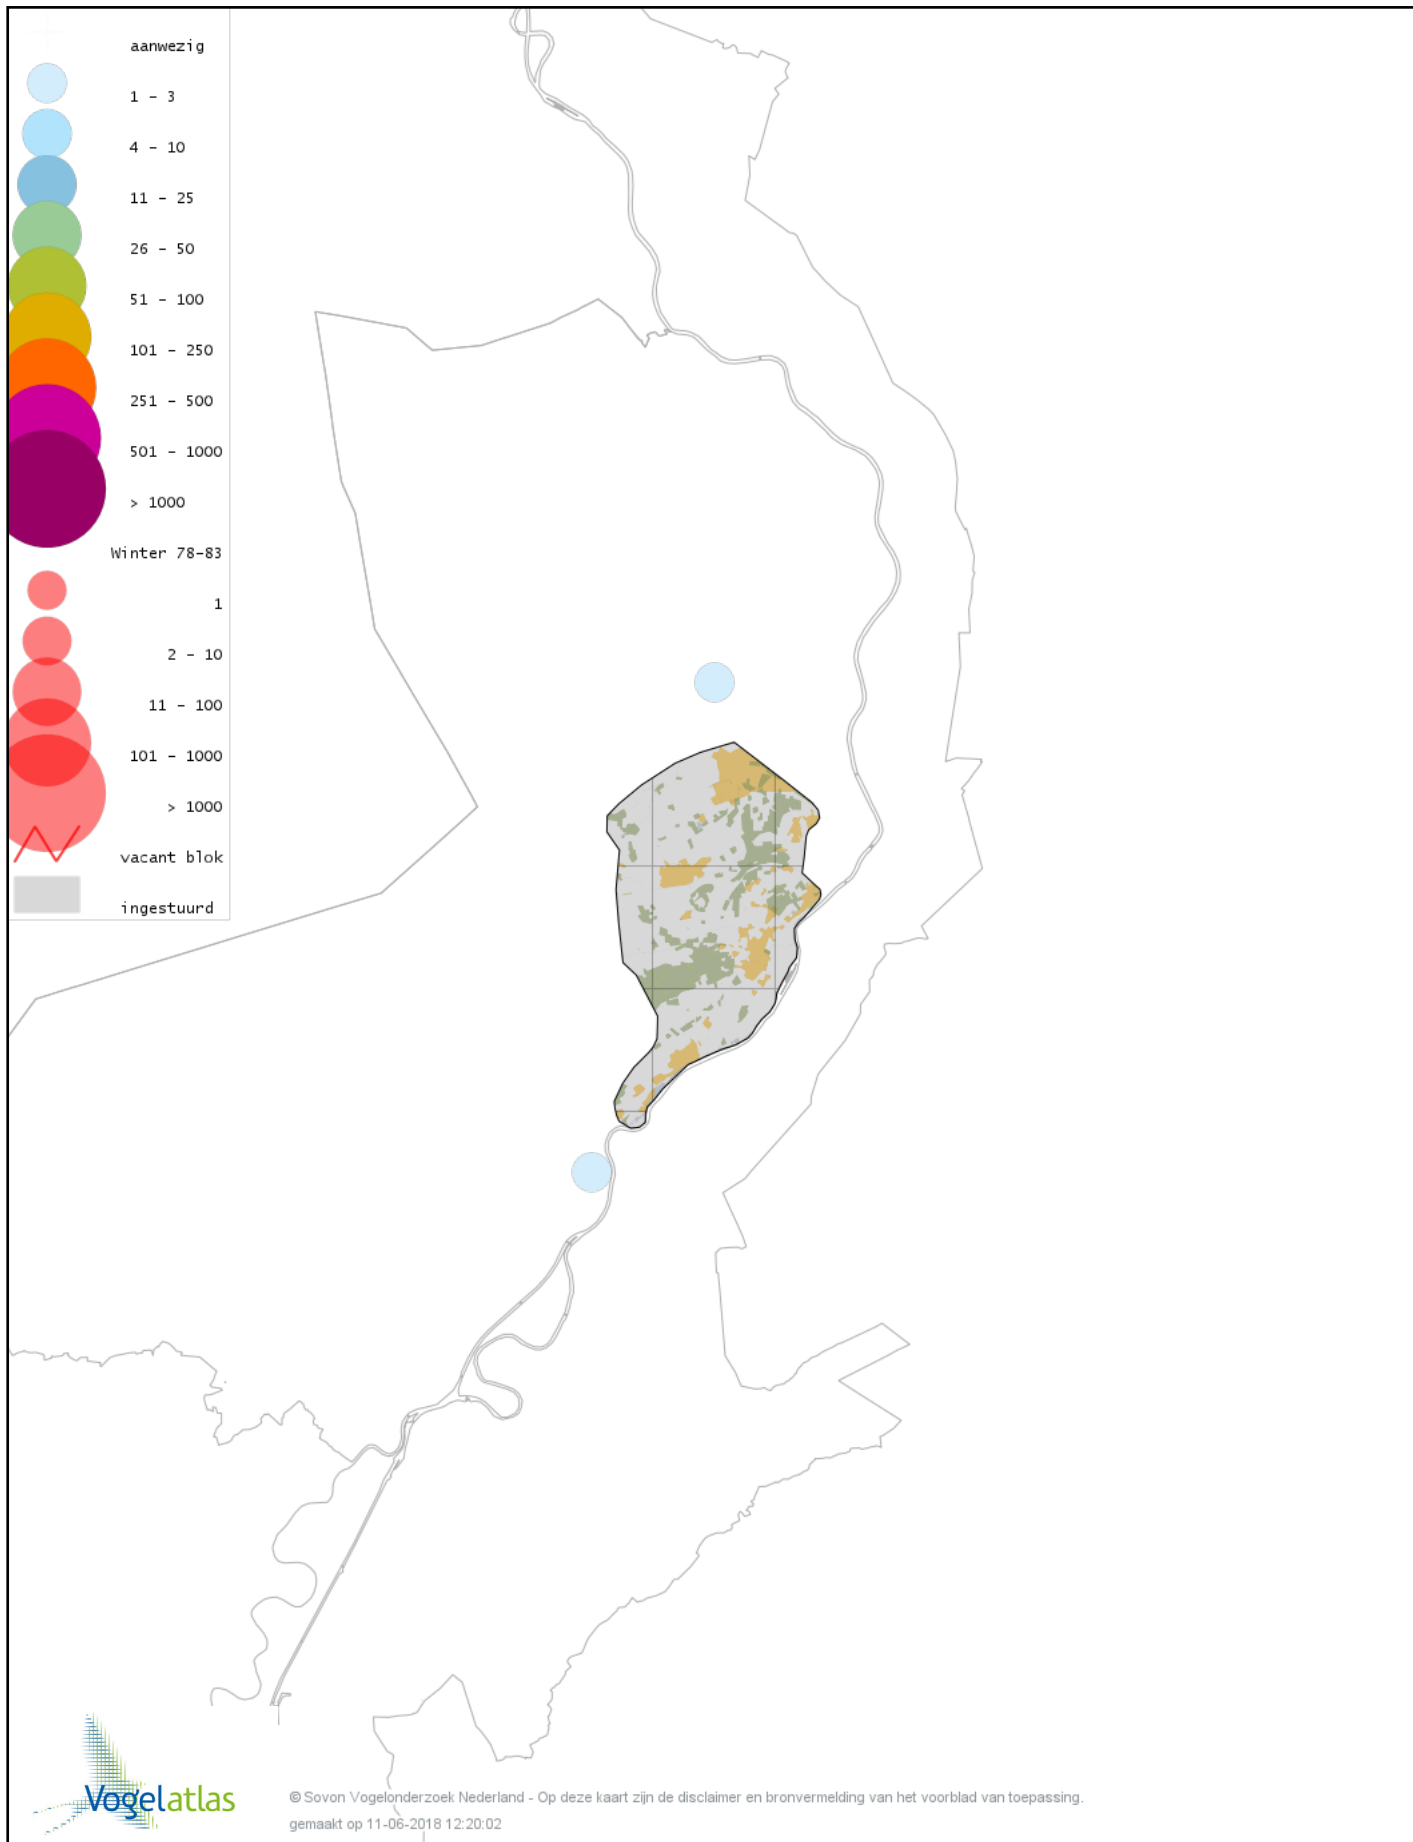 aanwezig
1 - 3
4 - 10
11 - 25
26 - 50
51 - 100
101 - 250
251 - 500
501 - 1000
> 1000
Winter 78-83
1
2 - 10
11 - 100
101 - 1000
> 1000
vacant blok
ingestuurd
Vogelatlas
© Sovon Vogelonderzoek Nederland - Op deze kaart zijn de disclaimer en bronvermelding van het voorblad van toepassing.
gemaakt op 11-06-2018 12:20:02